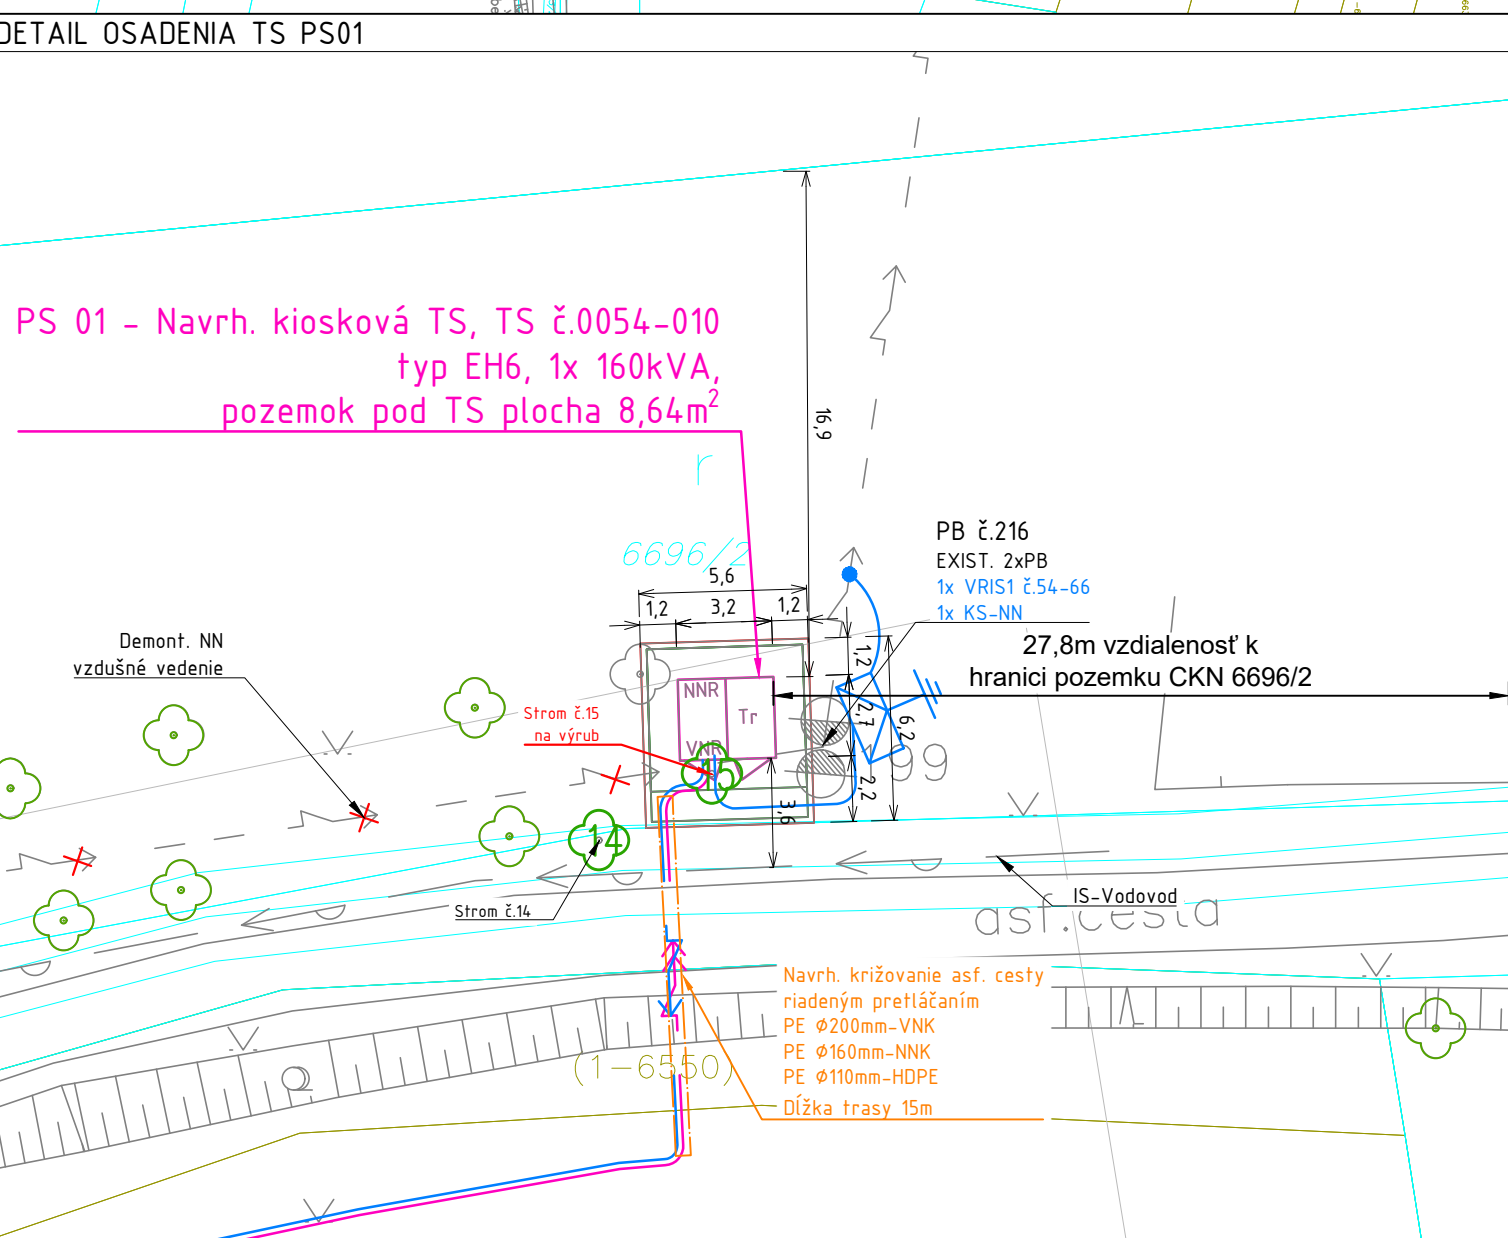 DETAIL OSADENIA TS PS01
PS 01 - Navrh. kiosková TS, TS č.0054-010
typ EH6, 1x 160kVA,
pozemok pod TS plocha 8,64m²
16,9
r
6696/2
5,6
1,2
3,2
1,2
PB č.216
EXIST. 2xPB
1x VRIS1 č.54-66
1x KS-NN
27,8m vzdialenosť k
hranici pozemku CKN 6696/2
Demont. NN
vzdušné vedenie
Strom č.15
na výrub
NNR
Tr
VNR
15
1,2
2,7
6,2
2,2
3,6
99
14
Strom č.14
IS-Vodovod
asf.cesta
Navrh. križovanie asf. cesty
riadeným pretláčaním
PE Ø200mm-VNK
PE Ø160mm-NNK
PE Ø110mm-HDPE
Dĺžka trasy 15m
(1-6550)